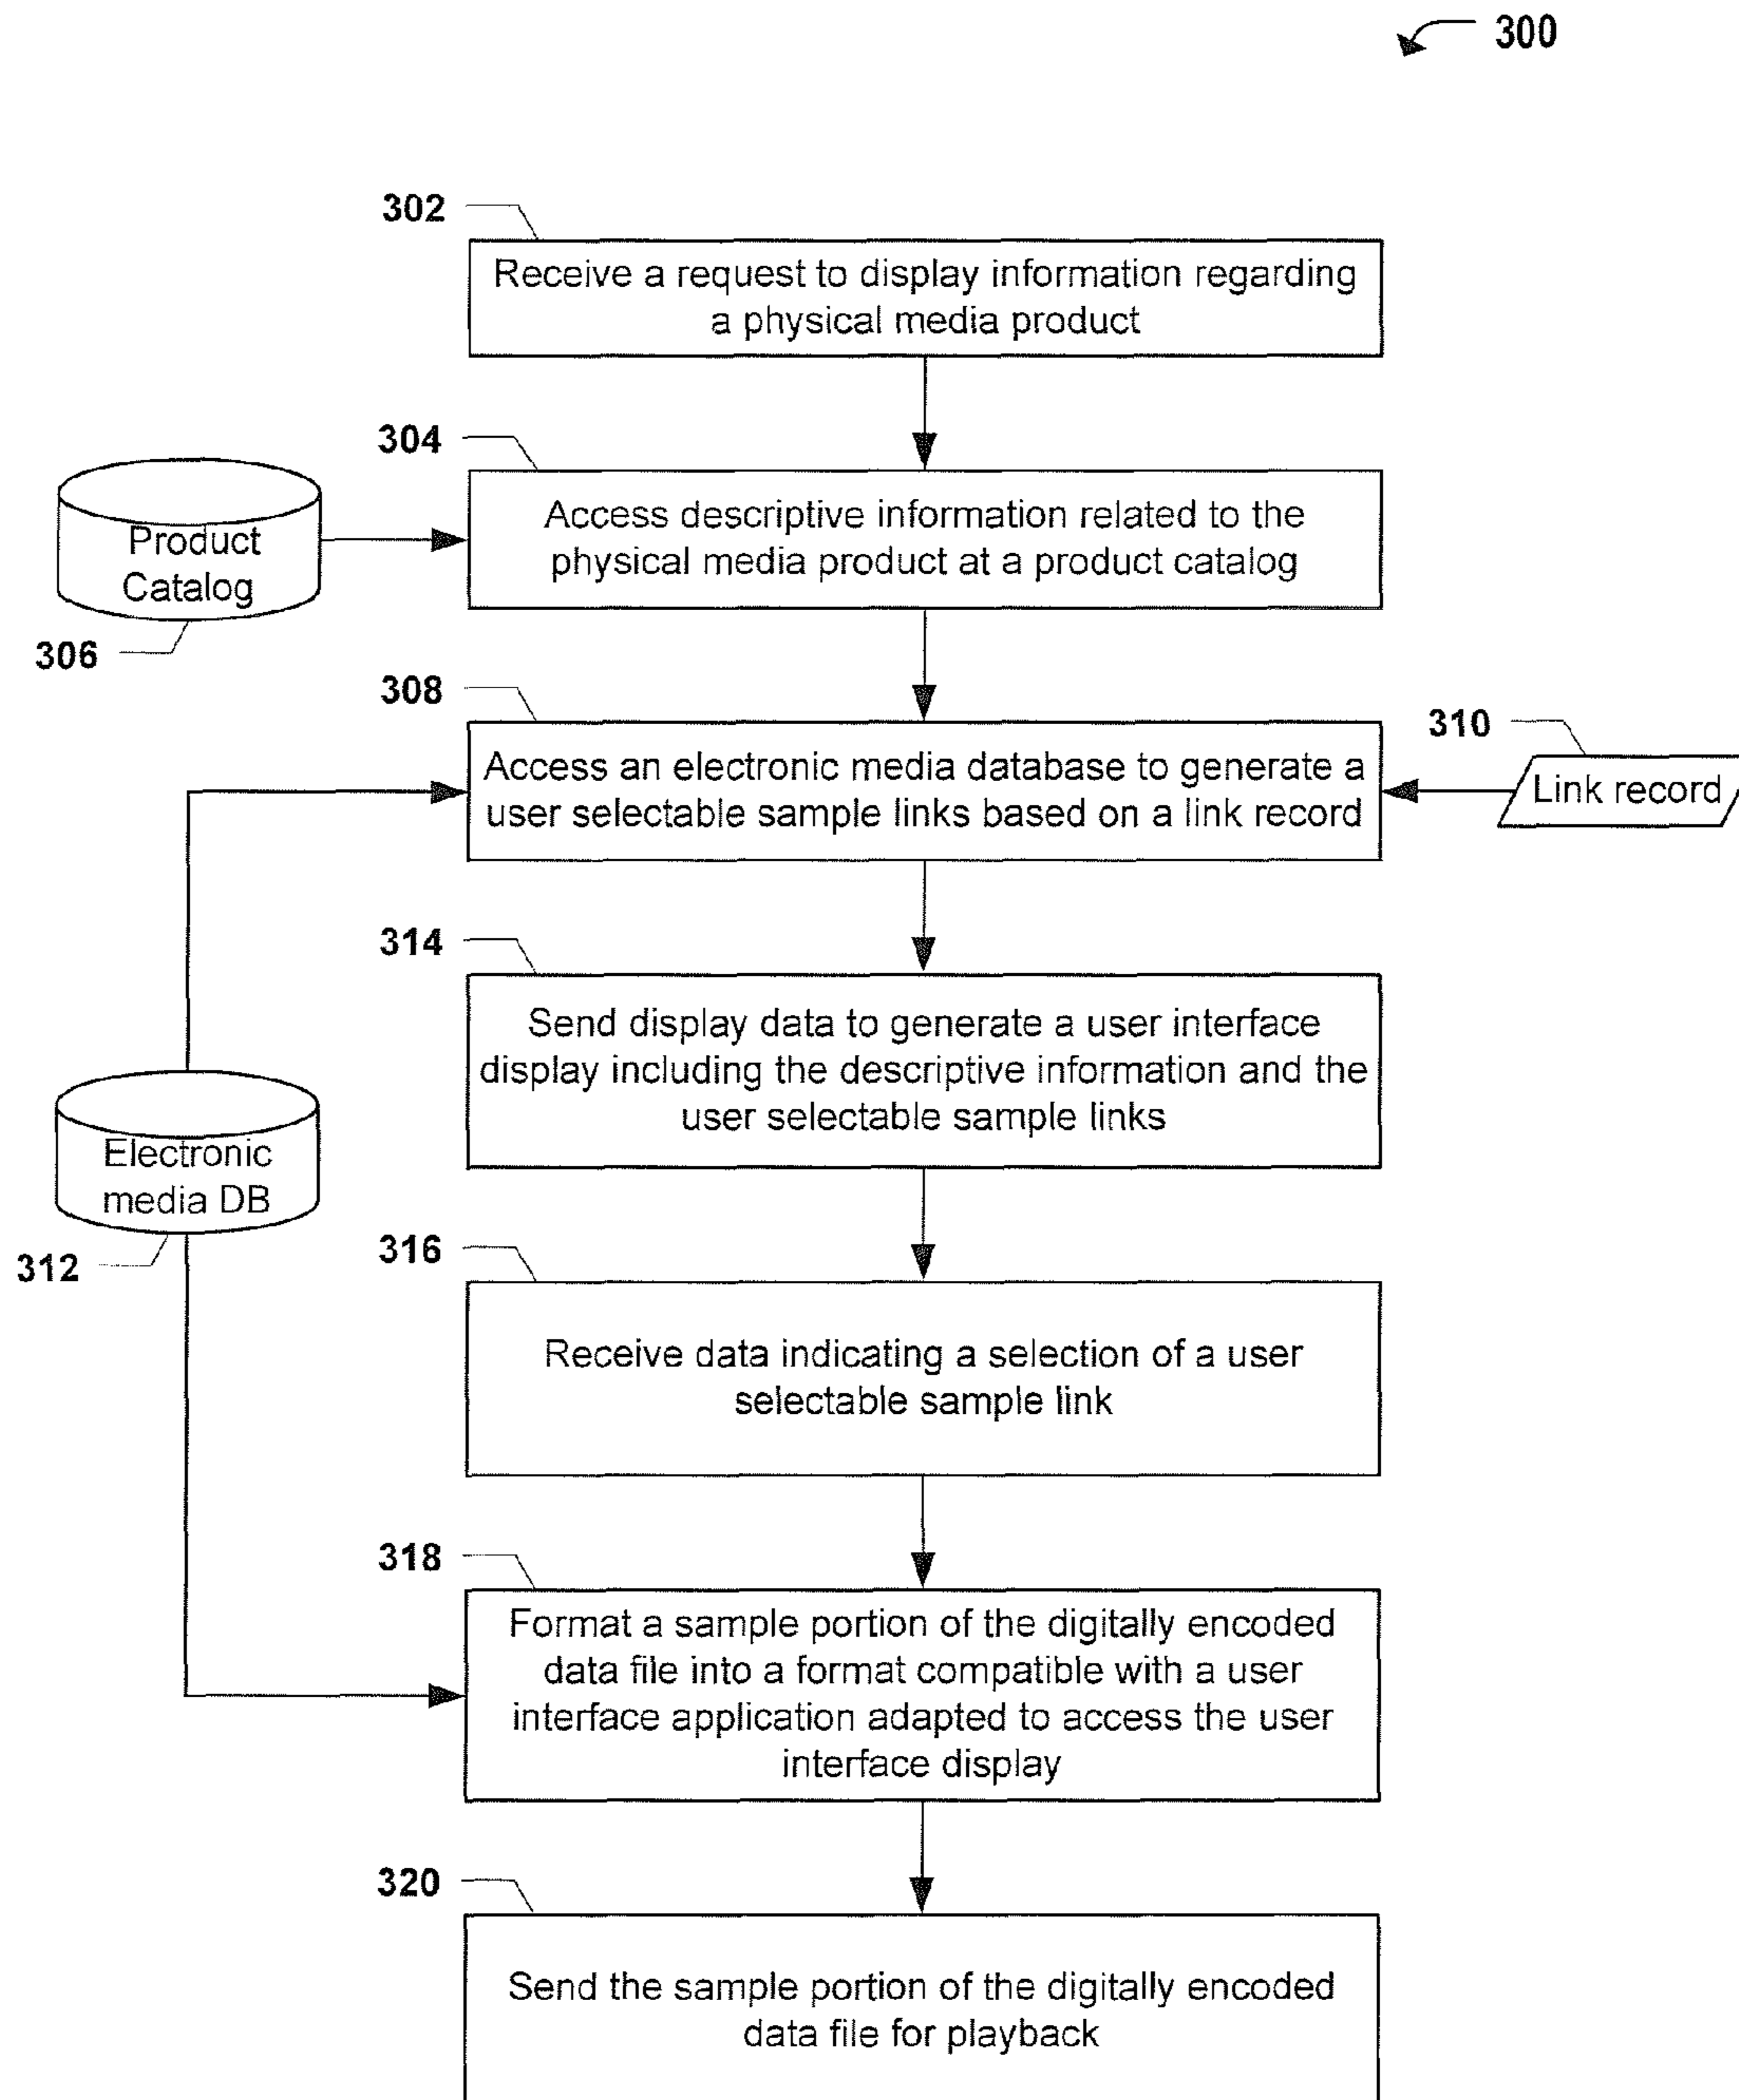 300
302
Receive a request to display information regarding
a physical media product
304
Access descriptive information related to the
physical media product at a product catalog
Product
Catalog
306
308
Access an electronic media database to generate a
user selectable sample links based on a link record
310
Link record
314
Send display data to generate a user interface
display including the descriptive information and the
user selectable sample links
Electronic
media DB
312
316
Receive data indicating a selection of a user
selectable sample link
318
Format a sample portion of the digitally encoded
data file into a format compatible with a user
interface application adapted to access the user
interface display
320
Send the sample portion of the digitally encoded
data file for playback